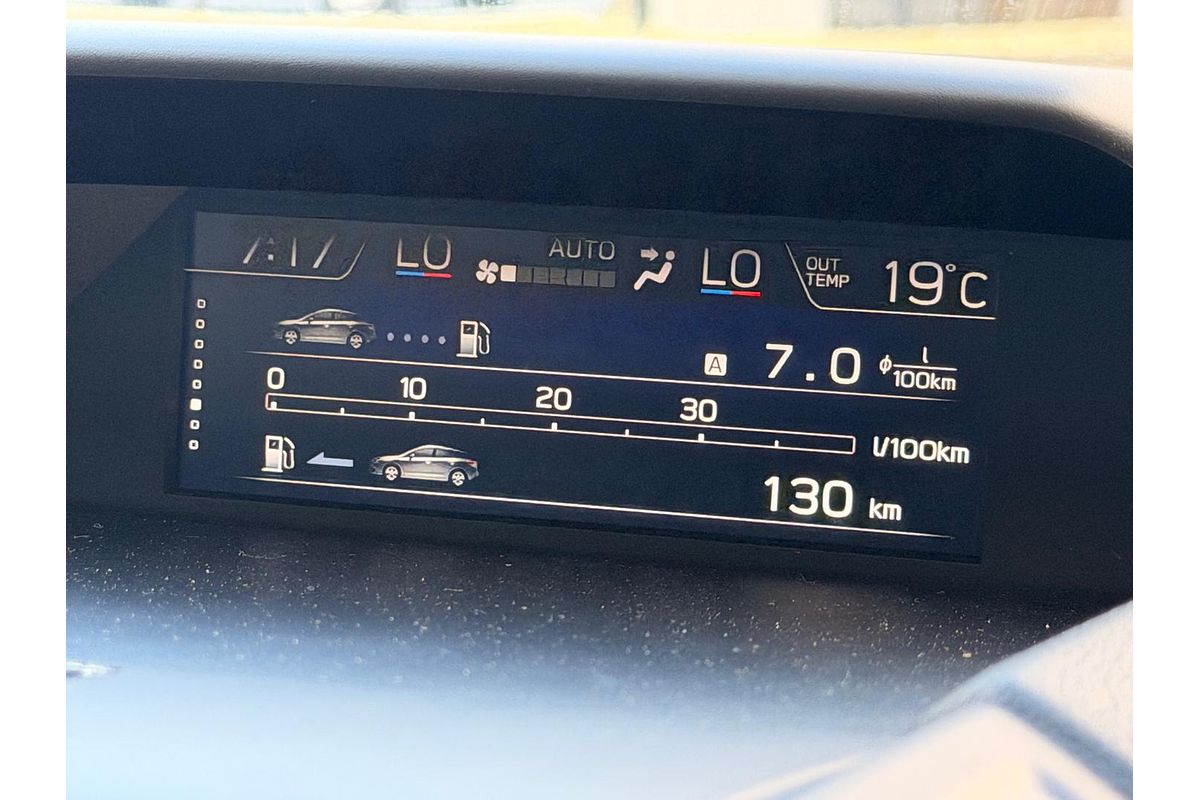 LO AUTO LO OUT TEMP 19°C
A 7.0 ø l/100km
0 10 20 30
l/100km
130 km